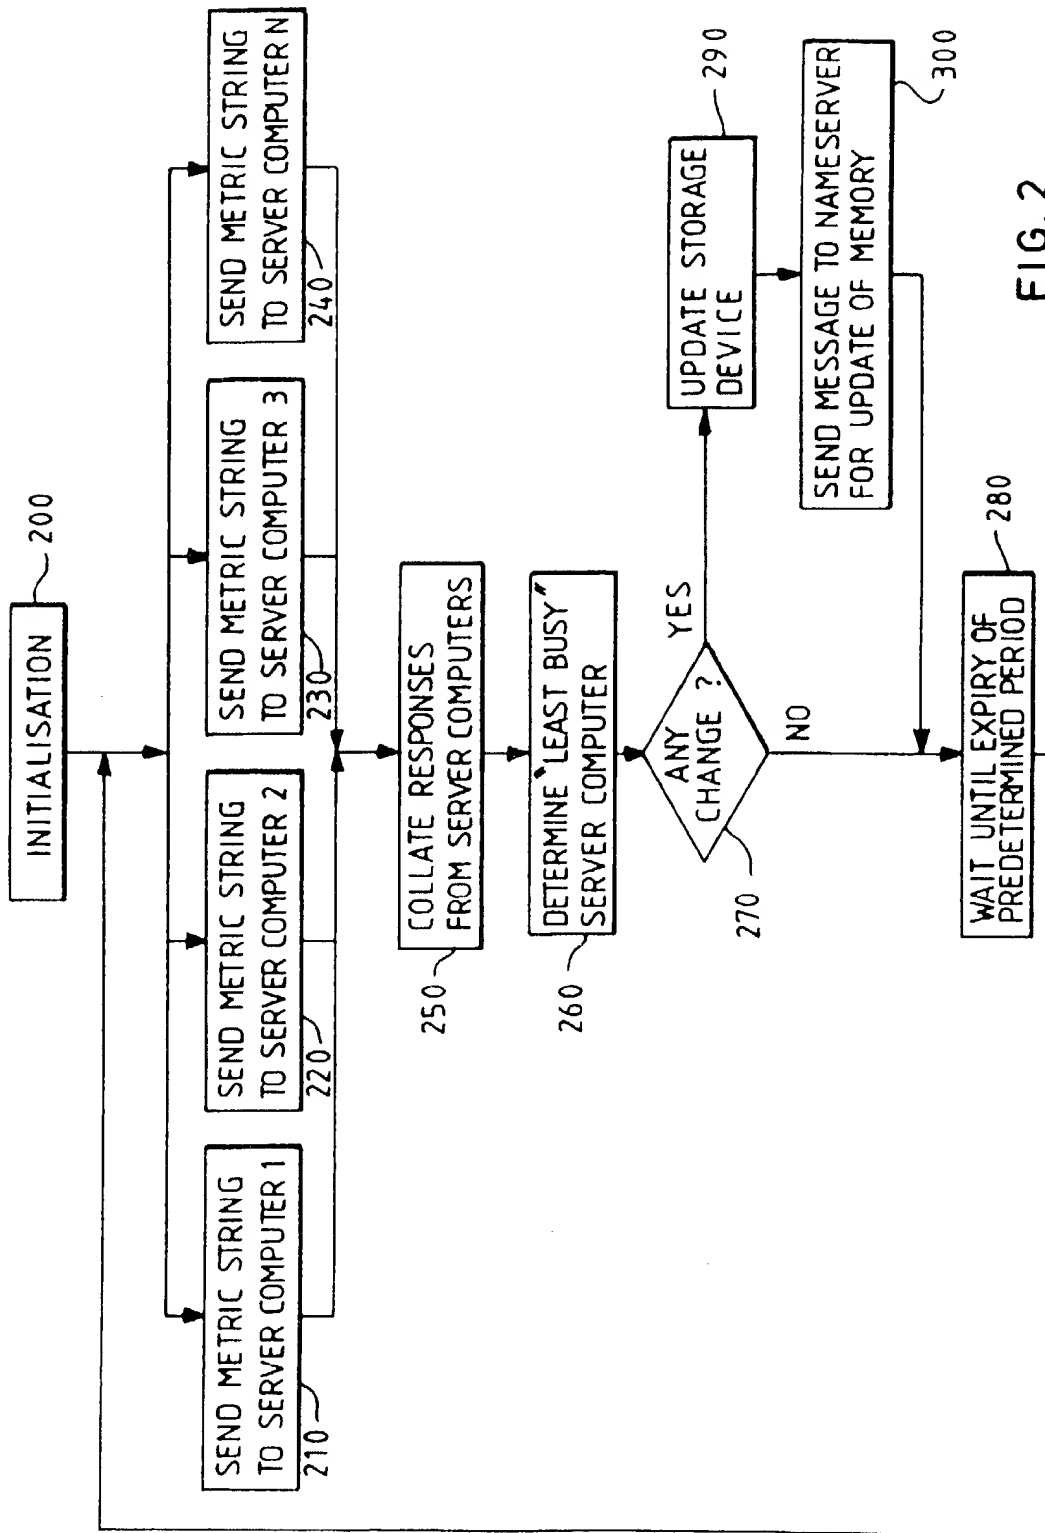 INITIALISATION
200
SEND METRIC STRING
TO SERVER COMPUTER 1
210
SEND METRIC STRING
TO SERVER COMPUTER 2
220
SEND METRIC STRING
TO SERVER COMPUTER 3
230
SEND METRIC STRING
TO SERVER COMPUTER N
240
COLLATE RESPONSES
FROM SERVER COMPUTERS
250
DETERMINE "LEAST BUSY"
SERVER COMPUTER
260
ANY
CHANGE ?
270
YES
NO
UPDATE STORAGE
DEVICE
290
SEND MESSAGE TO NAMESERVER
FOR UPDATE OF MEMORY
300
WAIT UNTIL EXPIRY OF
PREDETERMINED PERIOD
280
FIG. 2